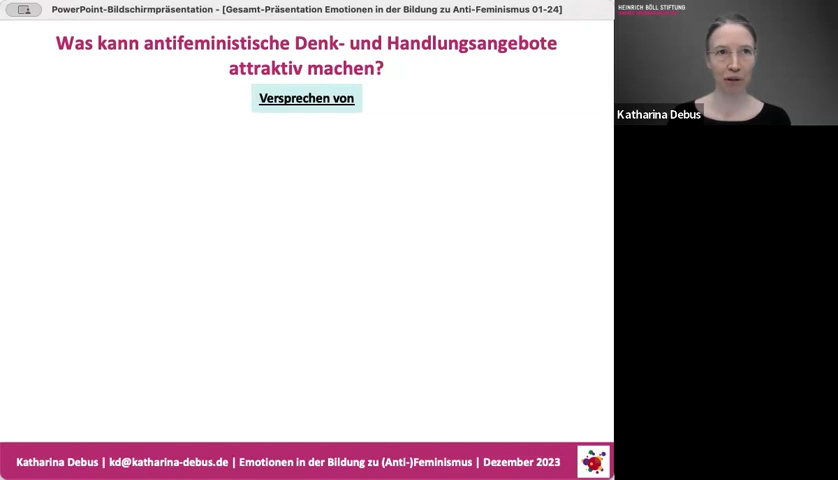 PowerPoint-Bildschirmpräsentation - [Gesamt-Präsentation Emotionen in der Bildung zu Anti-Feminismus 01-24]
Was kann antifeministische Denk- und Handlungsangebote
attraktiv machen?
Versprechen von
HEINRICH BÖLL STIFTUNG
Katharina Debus
Katharina Debus | kd@katharina-debus.de | Emotionen in der Bildung zu (Anti-)Feminismus | Dezember 2023